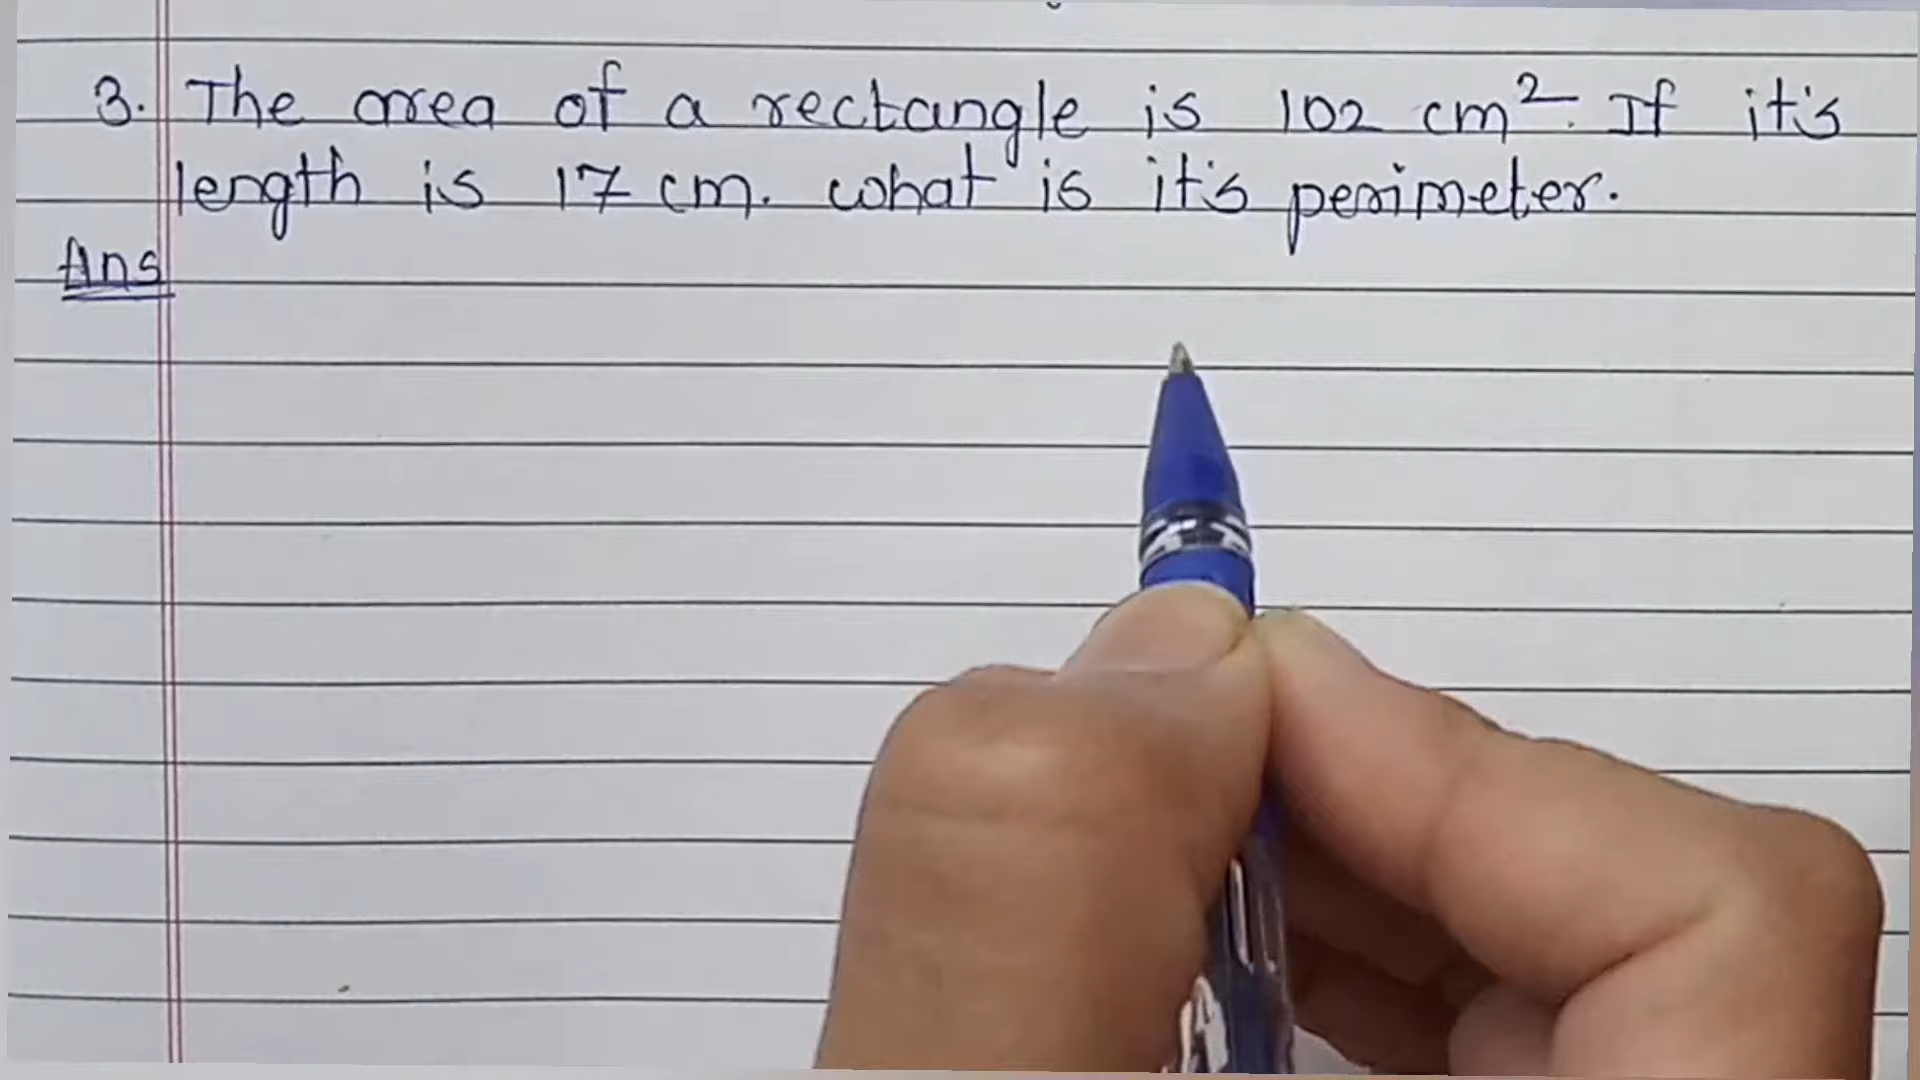 3. The area of a rectangle is 102 cm². If it's
length is 17 cm. what is it's perimeter.
Ans